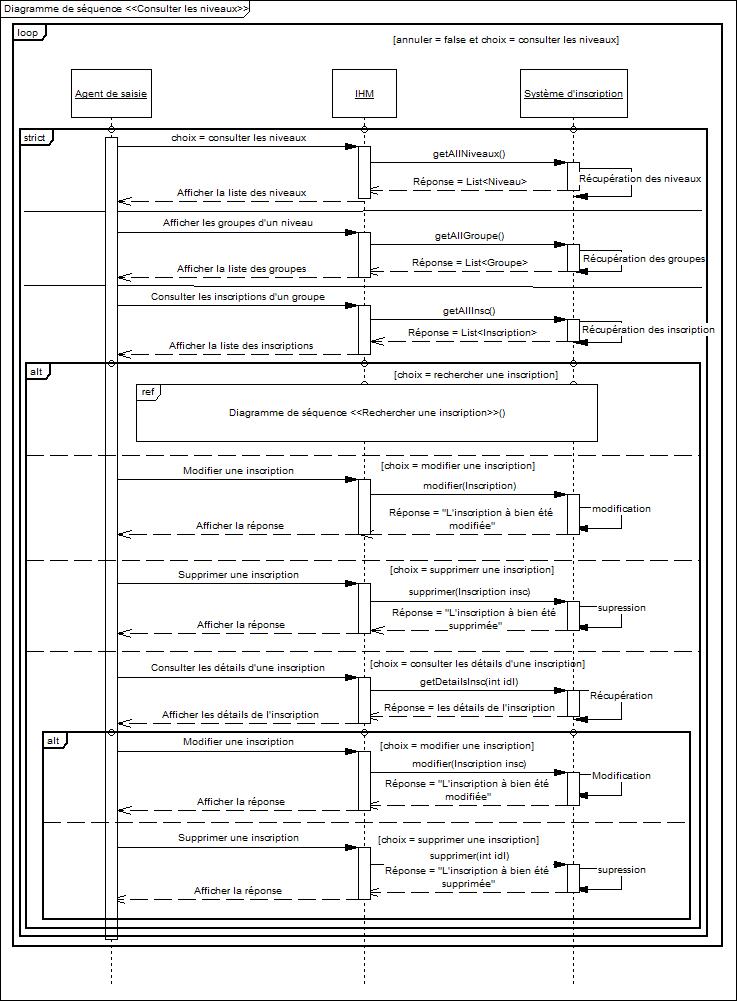 Diagramme de séquence <<Consulter les niveaux>>
loop
[annuler = false et choix = consulter les niveaux]
Agent de saisie
IHM
Système d'inscription
strict
choix = consulter les niveaux
getAllNiveaux()
Récupération des niveaux
Réponse = List<Niveau>
Afficher la liste des niveaux
Afficher les groupes d'un niveau
getAllGroupe()
Récupération des groupes
Réponse = List<Groupe>
Afficher la liste des groupes
Consulter les inscriptions d'un groupe
getAllInsc()
Récupération des inscription
Réponse = List<Inscription>
Afficher la liste des inscriptions
alt
[choix = rechercher une inscription]
ref
Diagramme de séquence <<Rechercher une inscription>>()
[choix = modifier une inscription]
Modifier une inscription
modifier(Inscription)
modification
Réponse = "L'inscription à bien été
modifiée"
Afficher la réponse
[choix = supprimerr une inscription]
Supprimer une inscription
supprimer(Inscription insc)
supression
Réponse = "L'inscription à bien été
supprimée"
Afficher la réponse
[choix = consulter les détails d'une inscription]
Consulter les détails d'une inscription
getDetailsInsc(int idI)
Récupération
Réponse = les détails de l'inscription
Afficher les détails de l'inscription
alt
Modifier une inscription
[choix = modifier une inscription]
modifier(Inscription insc)
Modification
Réponse = "L'inscription à bien été
modifiée"
Afficher la réponse
Supprimer une inscription
[choix = supprimer une inscription]
supprimer(int idI)
supression
Réponse = "L'inscription à bien été
supprimée"
Afficher la réponse